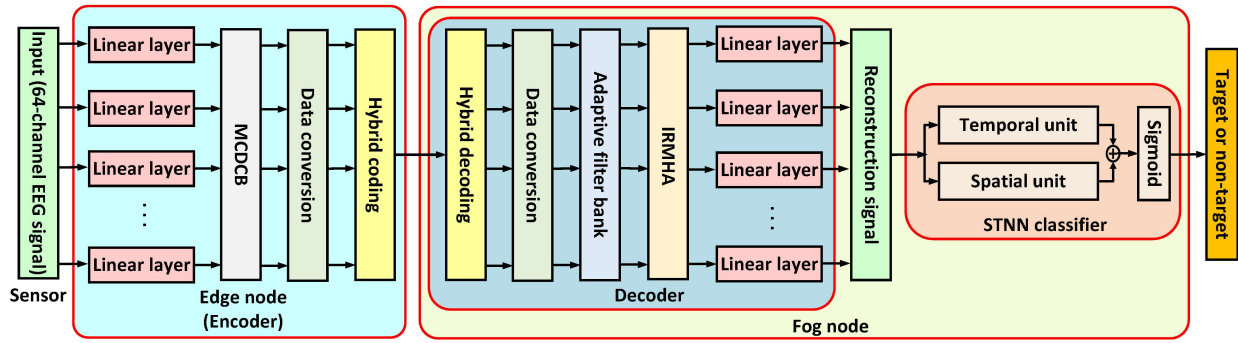 Input (64-channel EEG signal)
Sensor
Linear layer
Linear layer
Linear layer
...
Linear layer
MCDCB
Data conversion
Hybrid coding
Edge node
(Encoder)
Hybrid decoding
Data conversion
Adaptive filter
bank
IRMHA
Linear layer
Linear layer
Linear layer
...
Linear layer
Decoder
Reconstruction signal
Temporal unit
Spatial unit
Sigmoid
STNN classifier
Fog node
Target or non-target